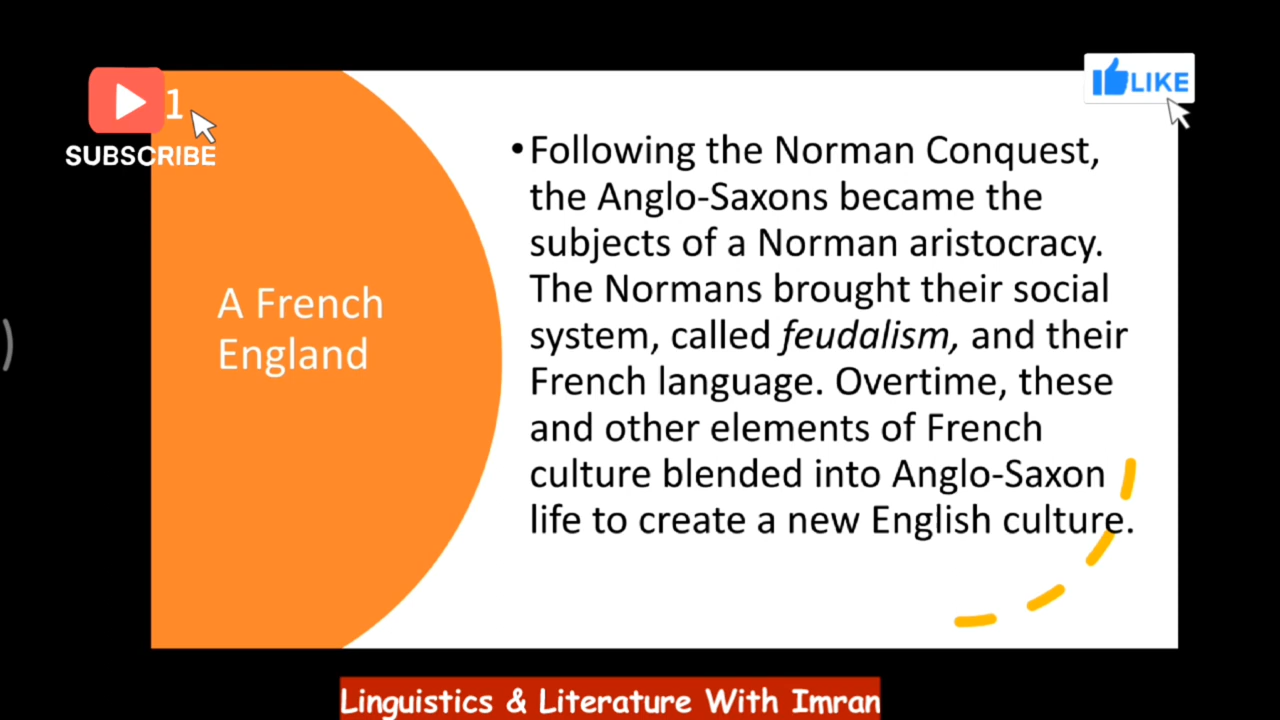 1
SUBSCRIBE
LIKE
A French
England
•Following the Norman Conquest,
the Anglo-Saxons became the
subjects of a Norman aristocracy.
The Normans brought their social
system, called feudalism, and their
French language. Overtime, these
and other elements of French
culture blended into Anglo-Saxon
life to create a new English culture.
Linguistics & Literature With Imran